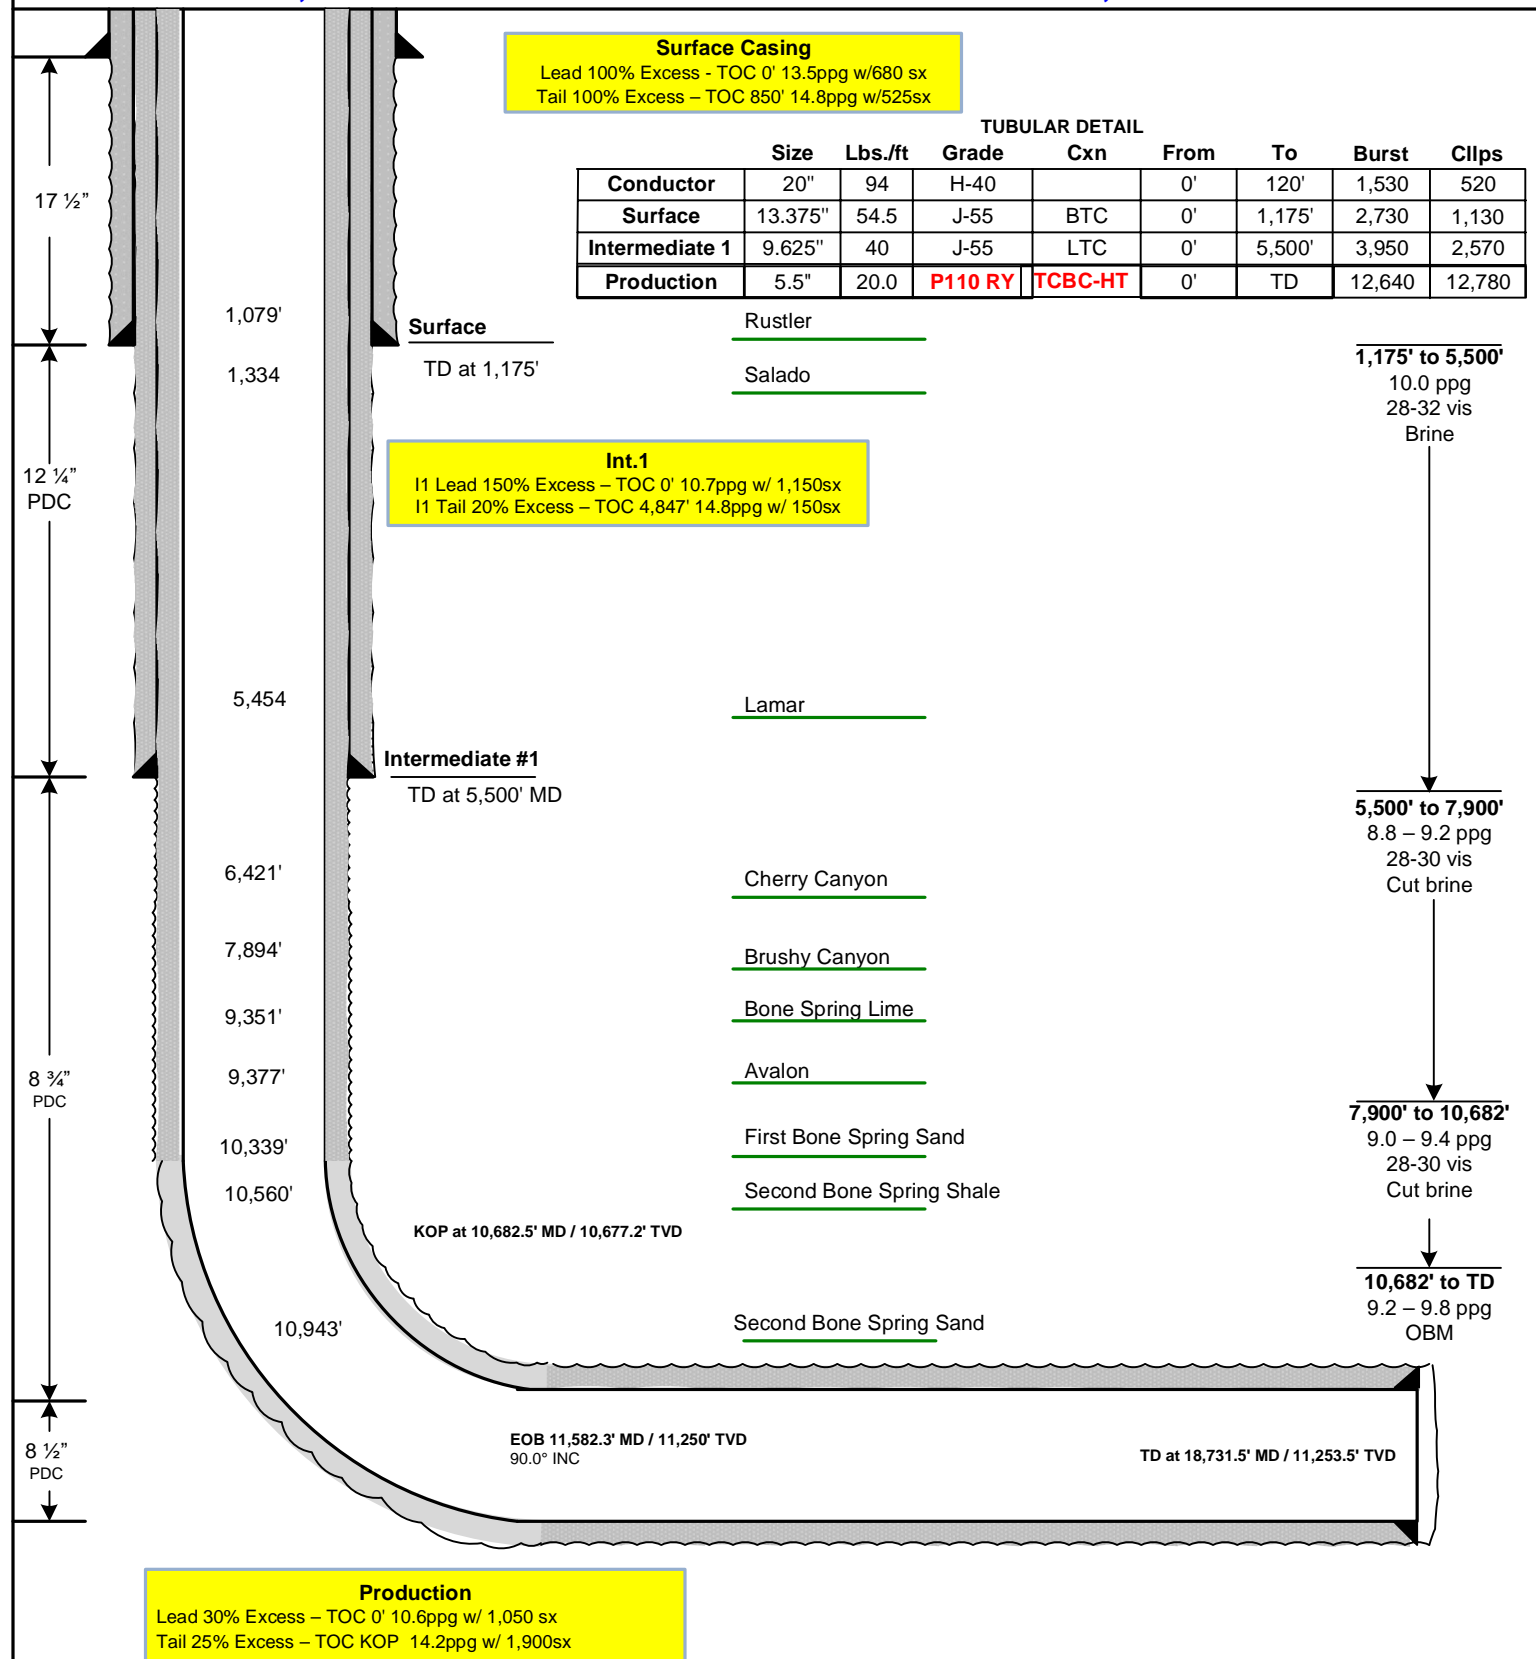 Surface Casing
Lead 100% Excess - TOC 0' 13.5ppg w/680 sx
Tail 100% Excess – TOC 850' 14.8ppg w/525sx
TUBULAR DETAIL
Size Lbs./ft Grade Cxn From To Burst Cllps
Conductor 20" 94 H-40 0' 120' 1,530 520
Surface 13.375" 54.5 J-55 BTC 0' 1,175' 2,730 1,130
Intermediate 1 9.625" 40 J-55 LTC 0' 5,500' 3,950 2,570
Production 5.5" 20.0 P110 RY TCBC-HT 0' TD 12,640 12,780
17 ½”
1,079'
Surface
TD at 1,175'
Rustler
1,334
Salado
1,175' to 5,500'
10.0 ppg
28-32 vis
Brine
12 ¼”
PDC
Int.1
I1 Lead 150% Excess – TOC 0' 10.7ppg w/ 1,150sx
I1 Tail 20% Excess – TOC 4,847' 14.8ppg w/ 150sx
5,454
Lamar
Intermediate #1
TD at 5,500' MD
5,500' to 7,900'
8.8 – 9.2 ppg
28-30 vis
Cut brine
6,421'
Cherry Canyon
7,894'
Brushy Canyon
9,351'
Bone Spring Lime
8 ¾”
PDC
9,377'
Avalon
7,900' to 10,682'
9.0 – 9.4 ppg
28-30 vis
Cut brine
10,339'
First Bone Spring Sand
10,560'
Second Bone Spring Shale
KOP at 10,682.5' MD / 10,677.2' TVD
10,682' to TD
9.2 – 9.8 ppg
OBM
10,943'
Second Bone Spring Sand
8 ½”
PDC
EOB 11,582.3' MD / 11,250' TVD
90.0° INC
TD at 18,731.5' MD / 11,253.5' TVD
Production
Lead 30% Excess – TOC 0' 10.6ppg w/ 1,050 sx
Tail 25% Excess – TOC KOP 14.2ppg w/ 1,900sx